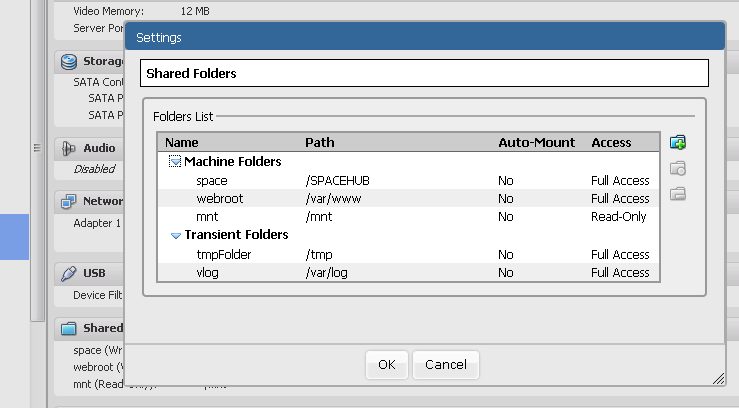 Video Memory: 12 MB
Server Por
Settings
Storag
Shared Folders
SATA Cont
SATA P
SATA P
Folders List
Name Path Auto-Mount Access
Audio
Machine Folders
Disabled
space /SPACEHUB No Full Access
Networ
webroot /var/www No Full Access
Adapter 1
mnt /mnt No Read-Only
Transient Folders
tmpFolder /tmp No Full Access
USB
vlog /var/log No Full Access
Device Filt
Shared
space (Wr
webroot (
OK Cancel
mnt (Read